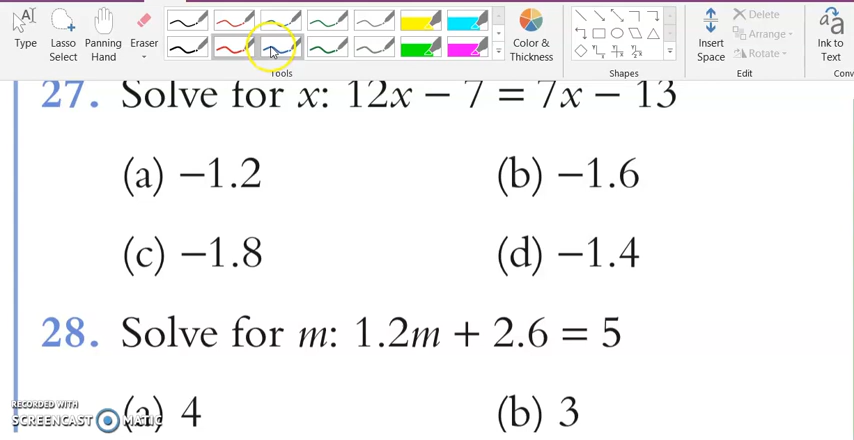 Type
Lasso Select
Panning Hand
Eraser
Color & Thickness
Insert Space
Delete
Arrange
Rotate
Ink to Text
Tools
Shapes
Edit
Conv
27. Solve for x: 12x − 7 = 7x − 13
(a) −1.2 (b) −1.6
(c) −1.8 (d) −1.4
28. Solve for m: 1.2m + 2.6 = 5
RECORDED WITH
SCREENCAST MATIC
(a) 4 (b) 3